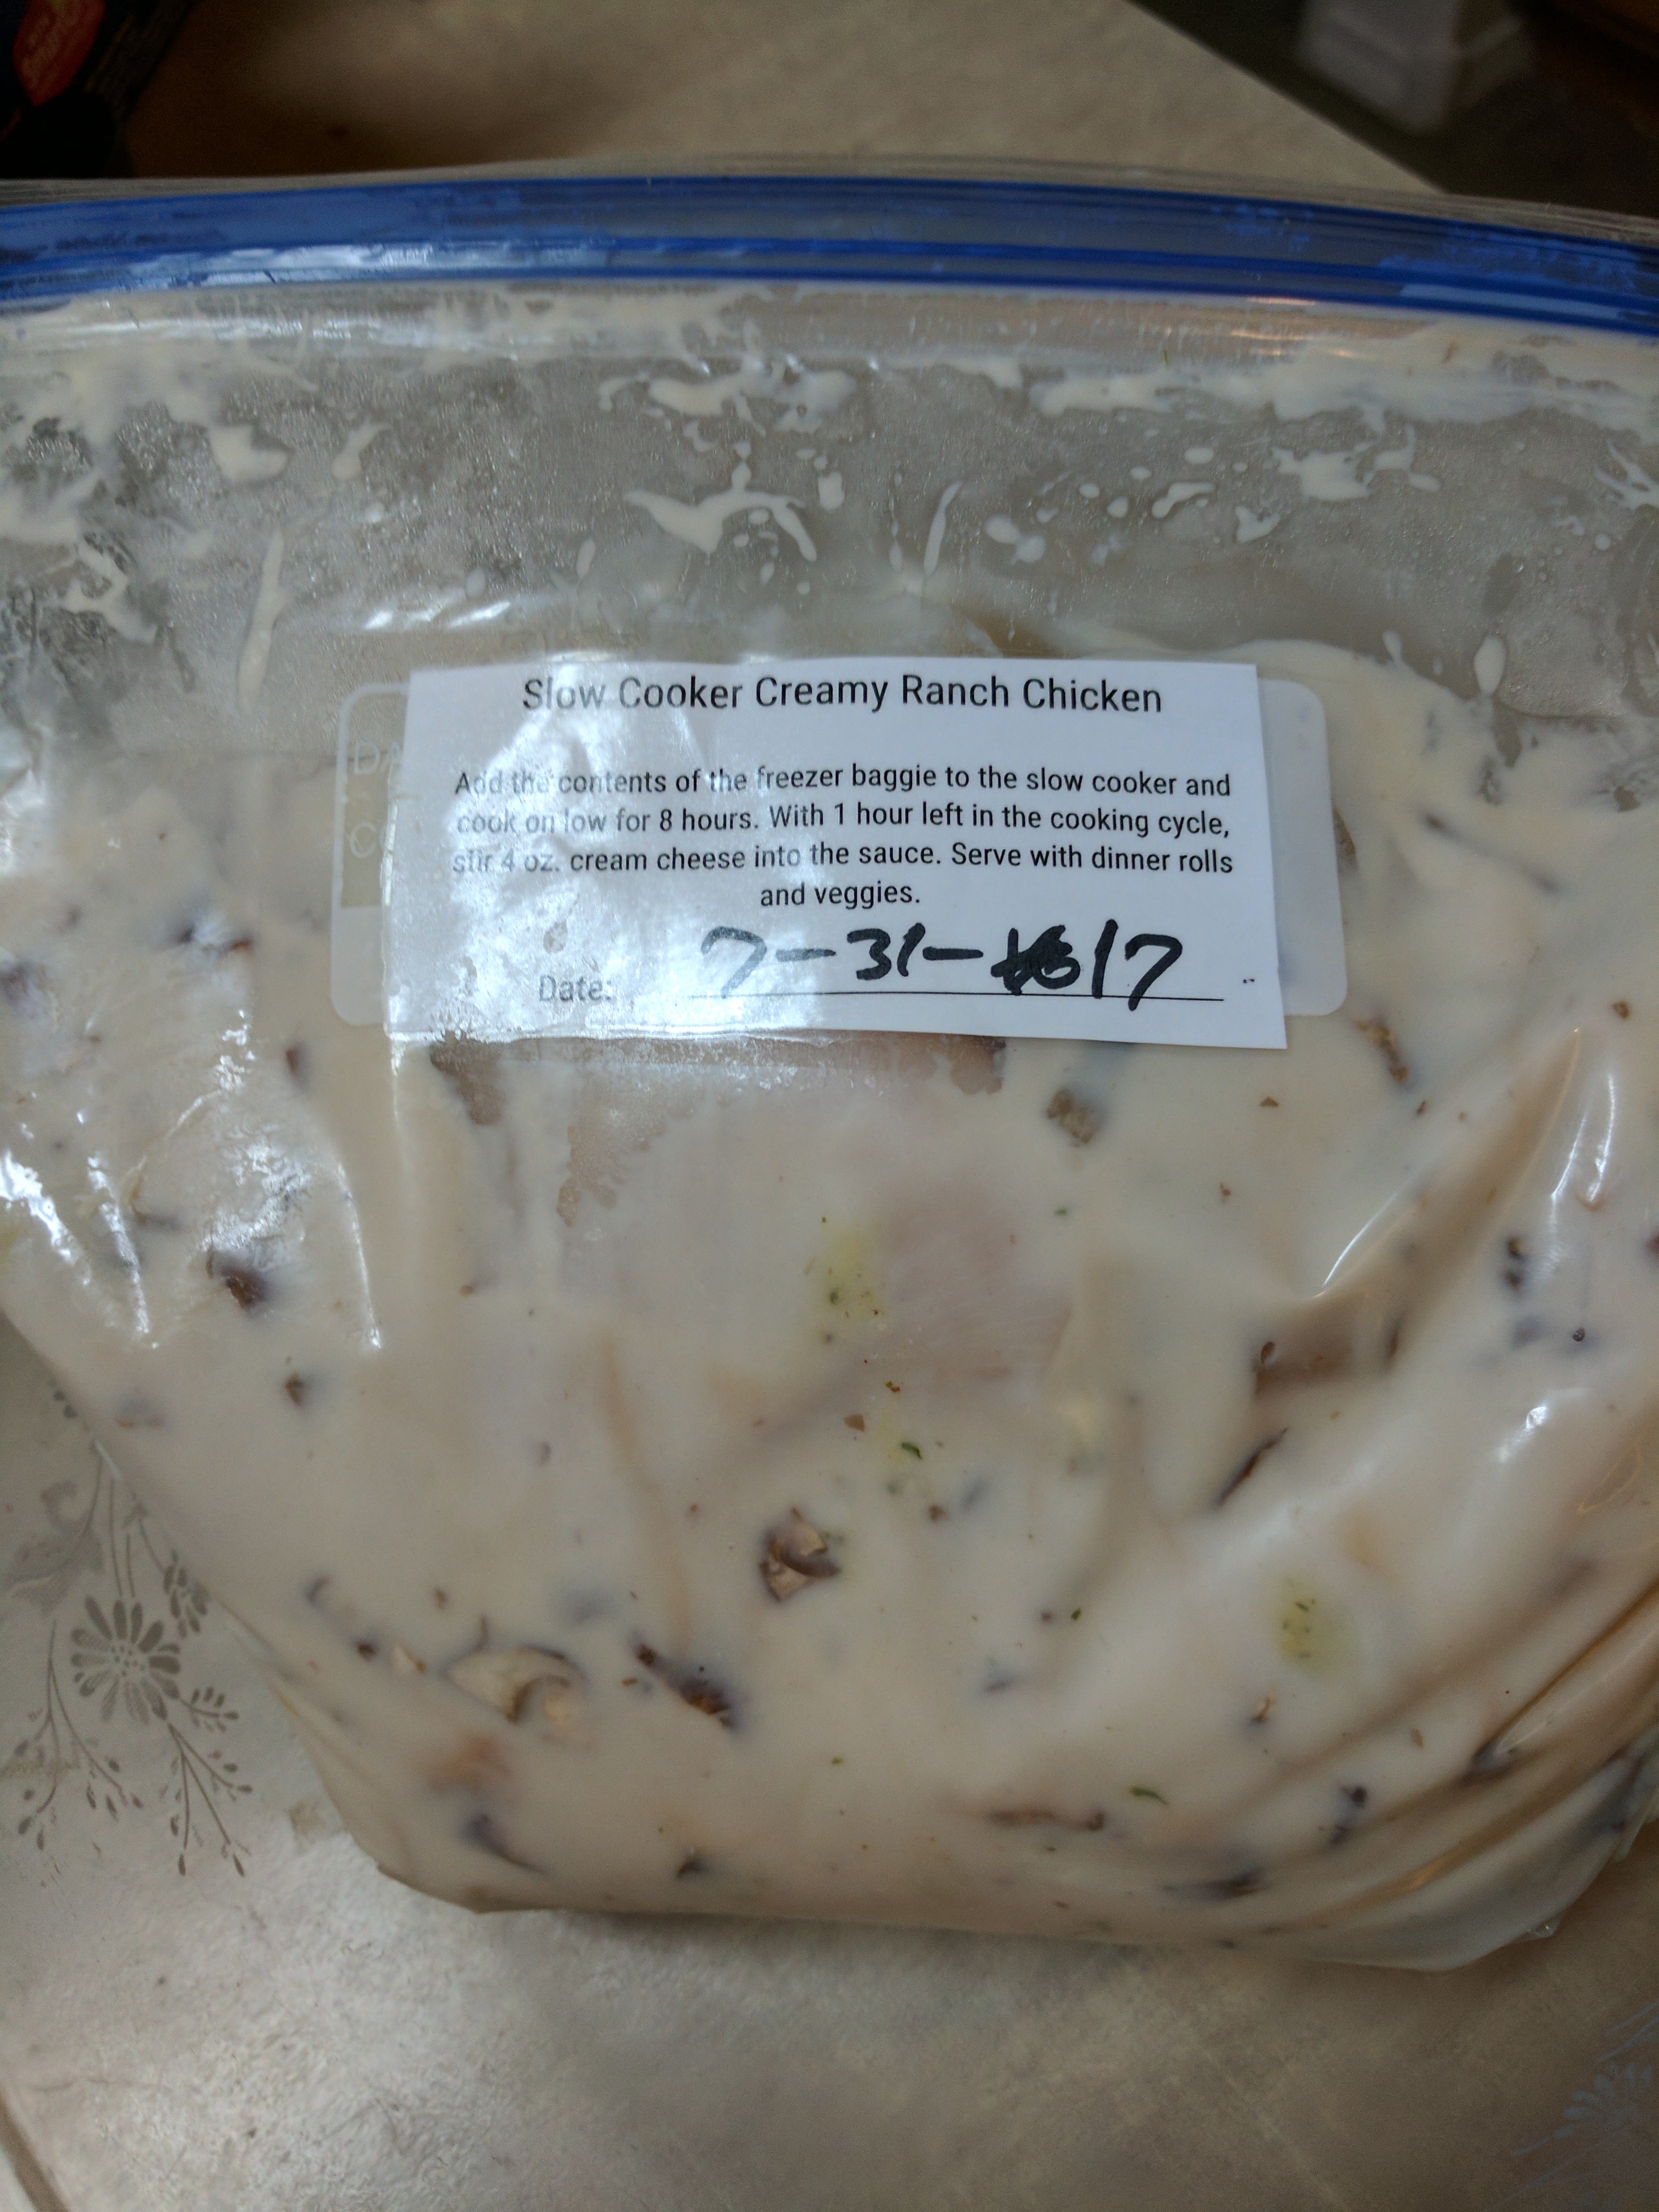 Slow Cooker Creamy Ranch Chicken
Add the contents of the freezer baggie to the slow cooker and
cook on low for 8 hours. With 1 hour left in the cooking cycle,
stir 4 oz. cream cheese into the sauce. Serve with dinner rolls
and veggies.
Date: 7-31-17